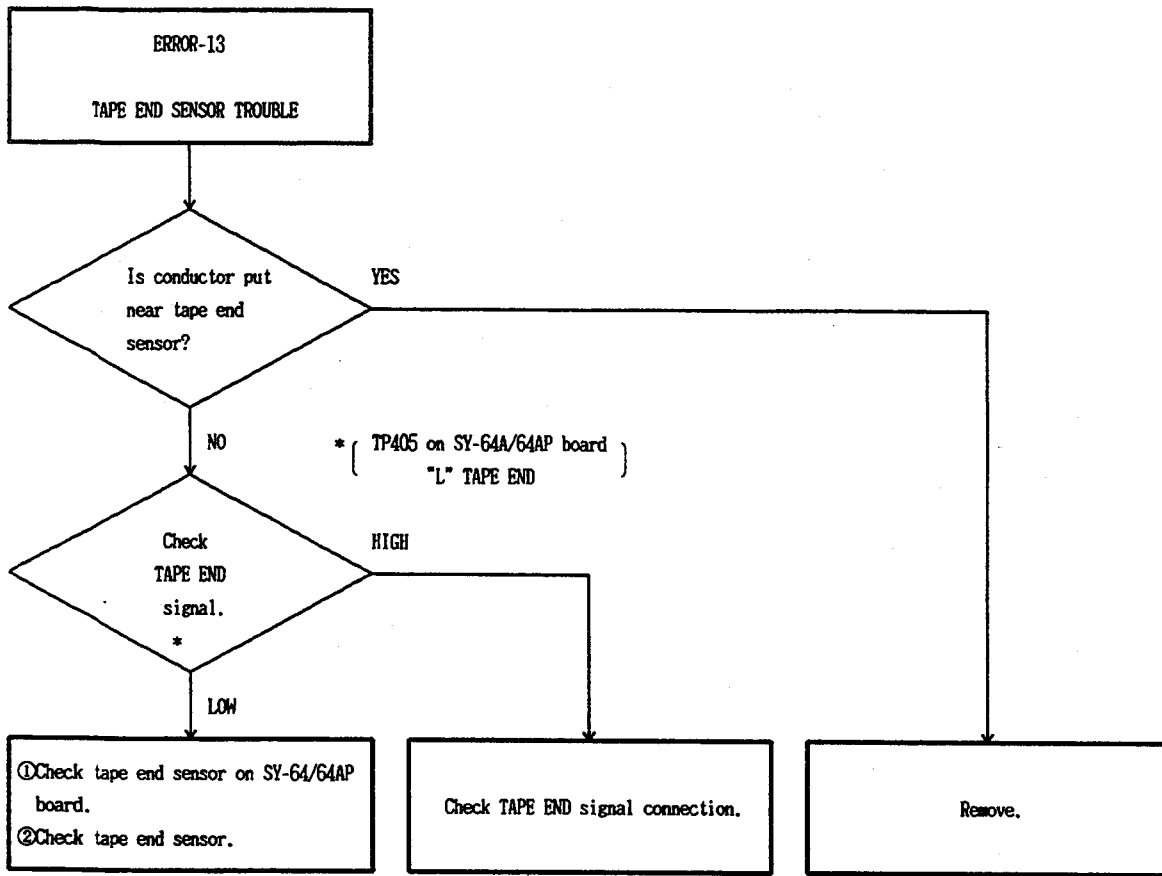 ERROR-13
TAPE END SENSOR TROUBLE
Is conductor put
near tape end
sensor?
YES
NO
* ( TP405 on SY-64A/64AP board )
"L" TAPE END
Check
TAPE END
signal.
*
HIGH
LOW
①Check tape end sensor on SY-64/64AP
board.
②Check tape end sensor.
Check TAPE END signal connection.
Remove.